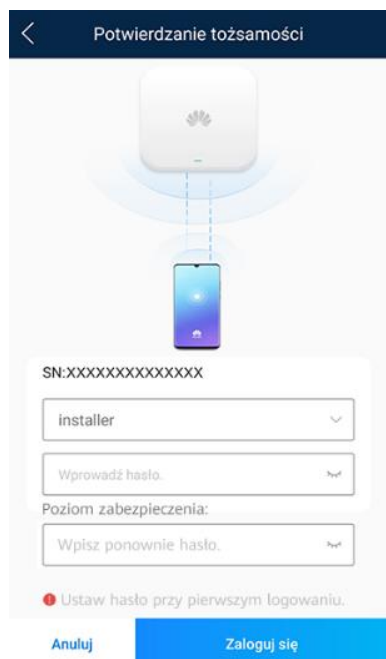 Potwierdzanie tożsamości
SN:XXXXXXXXXXXXXX
installer
Wprowadź hasło.
Poziom zabezpieczenia:
Wpisz ponownie hasło.
Ustaw hasło przy pierwszym logowaniu.
Anuluj
Zaloguj się